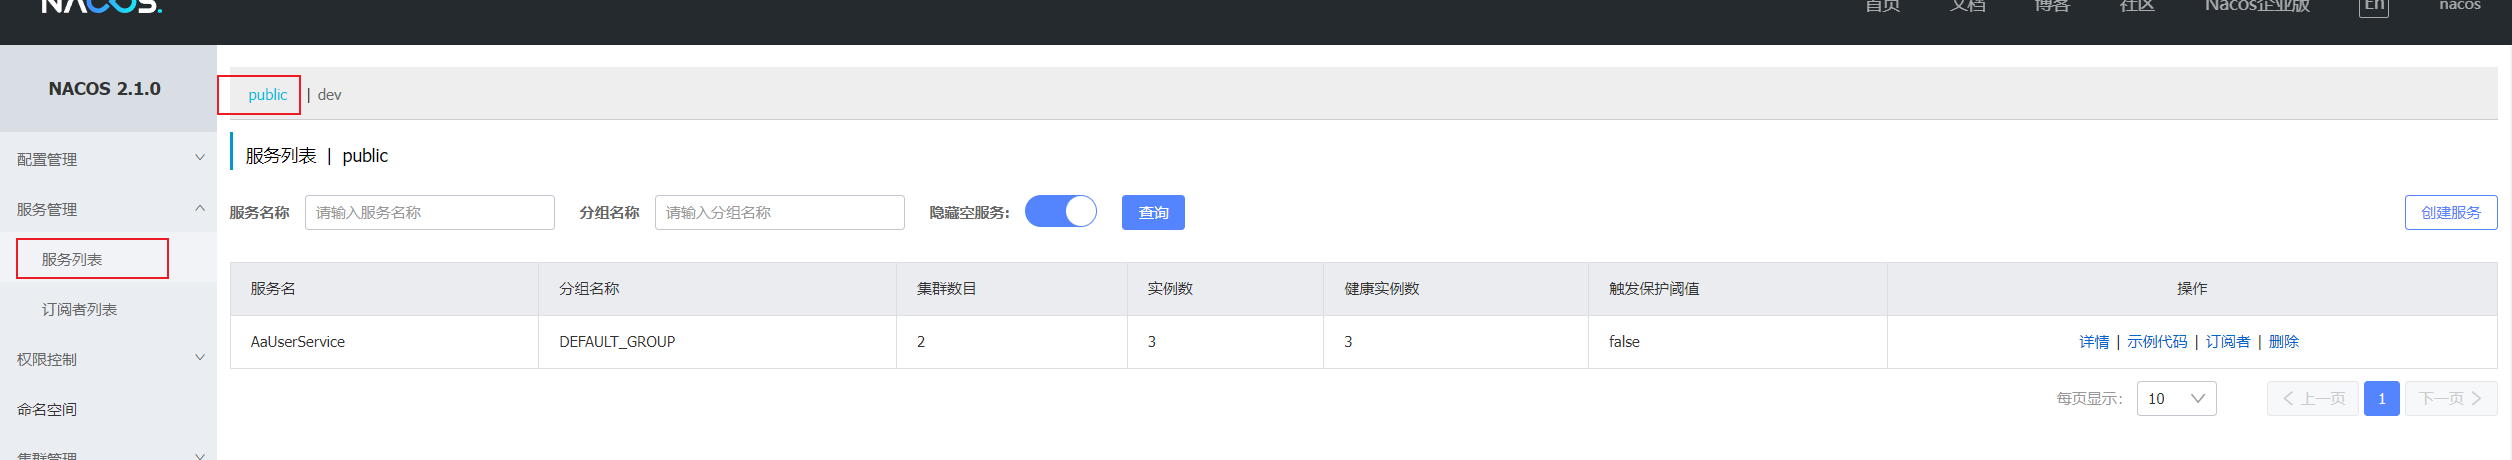 NACOS.
首页 文档 博客 社区 Nacos企业版 En nacos
NACOS 2.1.0
配置管理
服务管理
服务列表
订阅者列表
权限控制
命名空间
集群管理
public | dev
服务列表 | public
服务名称 请输入服务名称 分组名称 请输入分组名称 隐藏空服务: 查询 创建服务
服务名 分组名称 集群数目 实例数 健康实例数 触发保护阈值 操作
AaUserService DEFAULT_GROUP 2 3 3 false 详情 | 示例代码 | 订阅者 | 删除
每页显示: 10 上一页 1 下一页